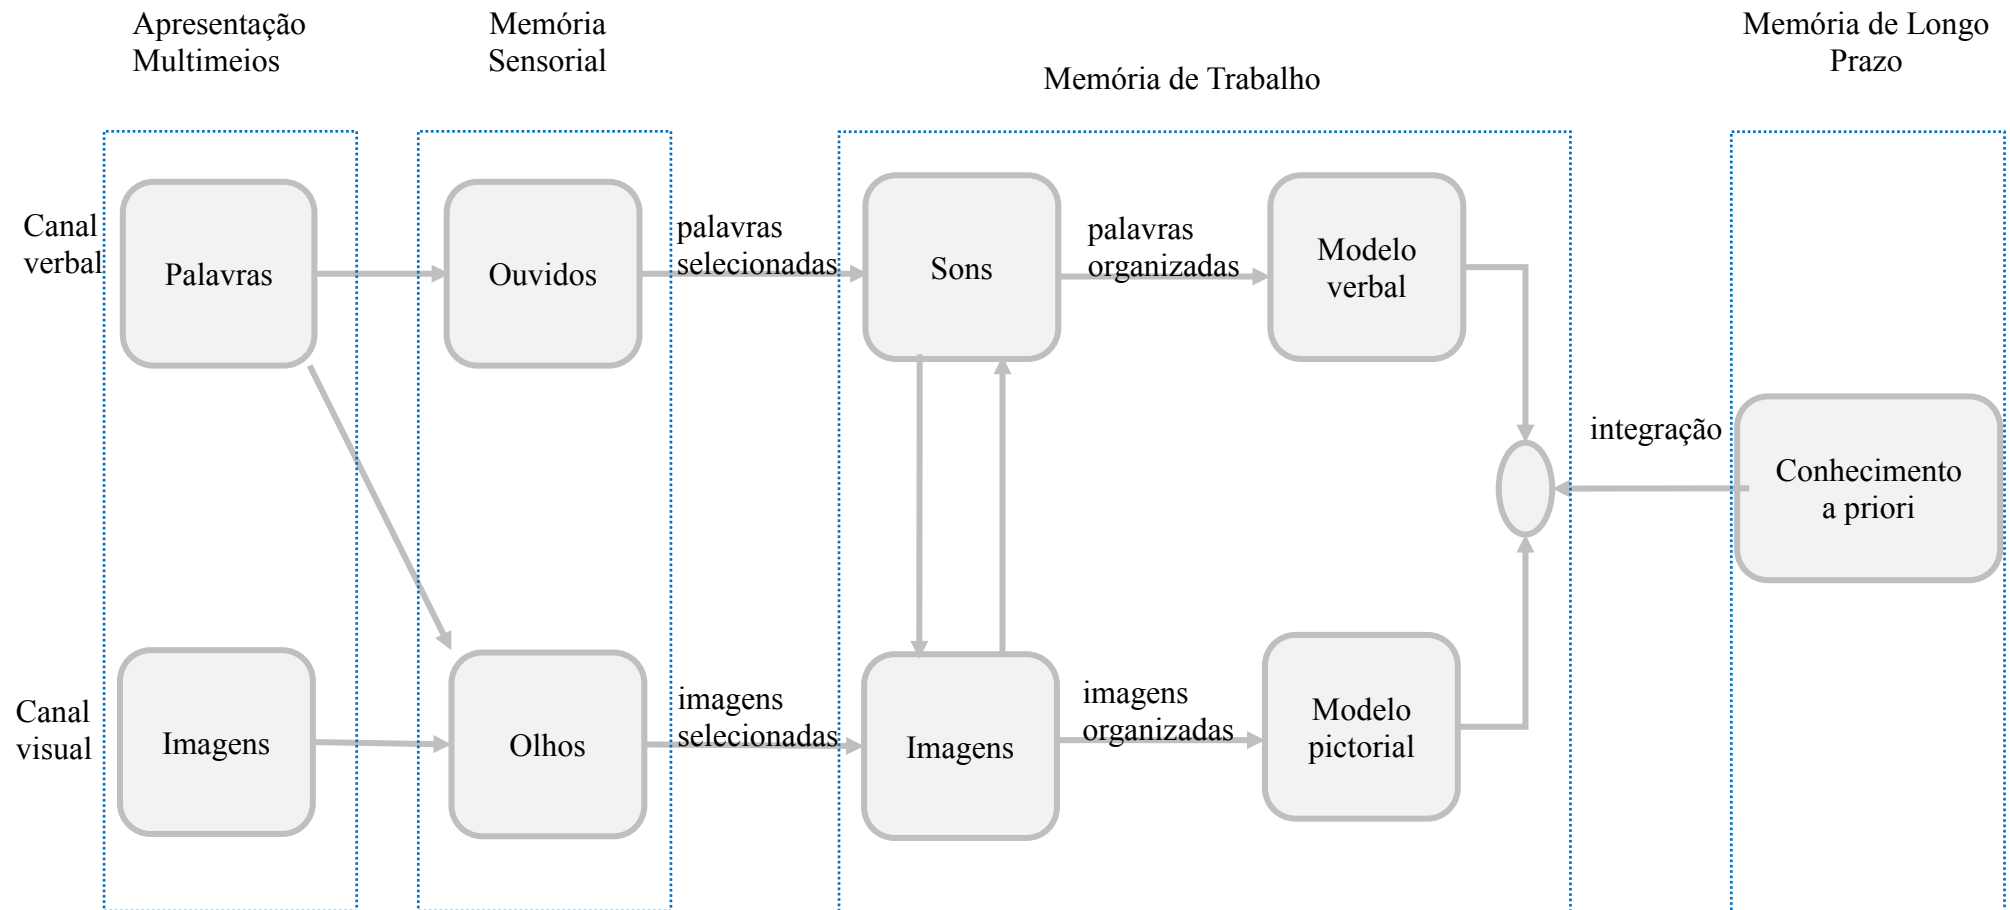 Apresentação
Multimeios
Memória
Sensorial
Memória de Trabalho
Memória de Longo
Prazo
Canal
verbal
Palavras
Ouvidos
palavras
selecionadas
Sons
palavras
organizadas
Modelo
verbal
integração
Conhecimento
a priori
Canal
visual
Imagens
Olhos
imagens
selecionadas
Imagens
imagens
organizadas
Modelo
pictorial